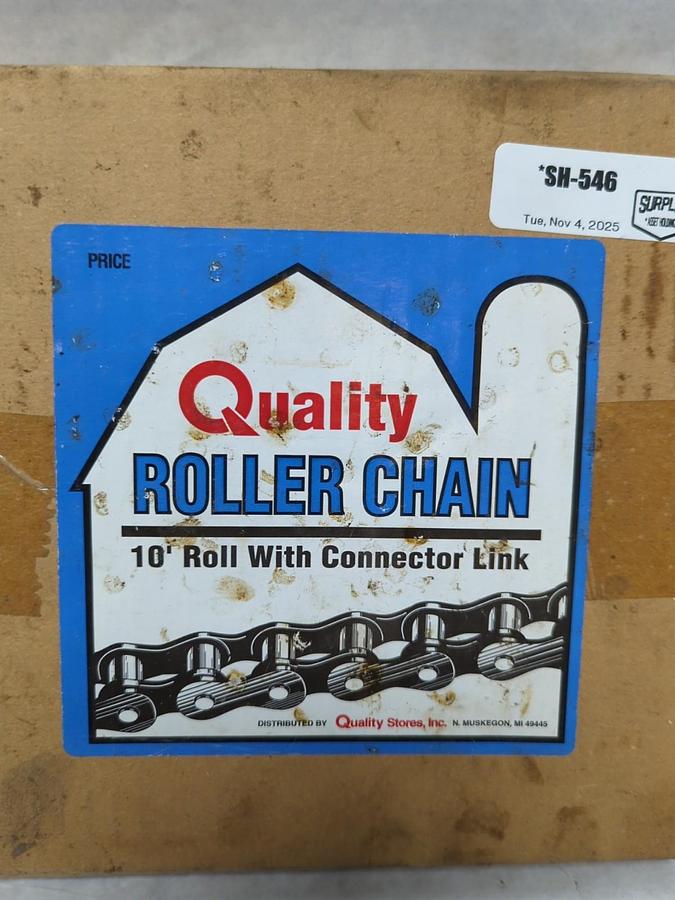 *SH-546
Tue, Nov 4, 2025
PRICE
Quality
ROLLER CHAIN
10' Roll With Connector Link
DISTRIBUTED BY Quality Stores, Inc. N. MUSKEGON, MI 49445